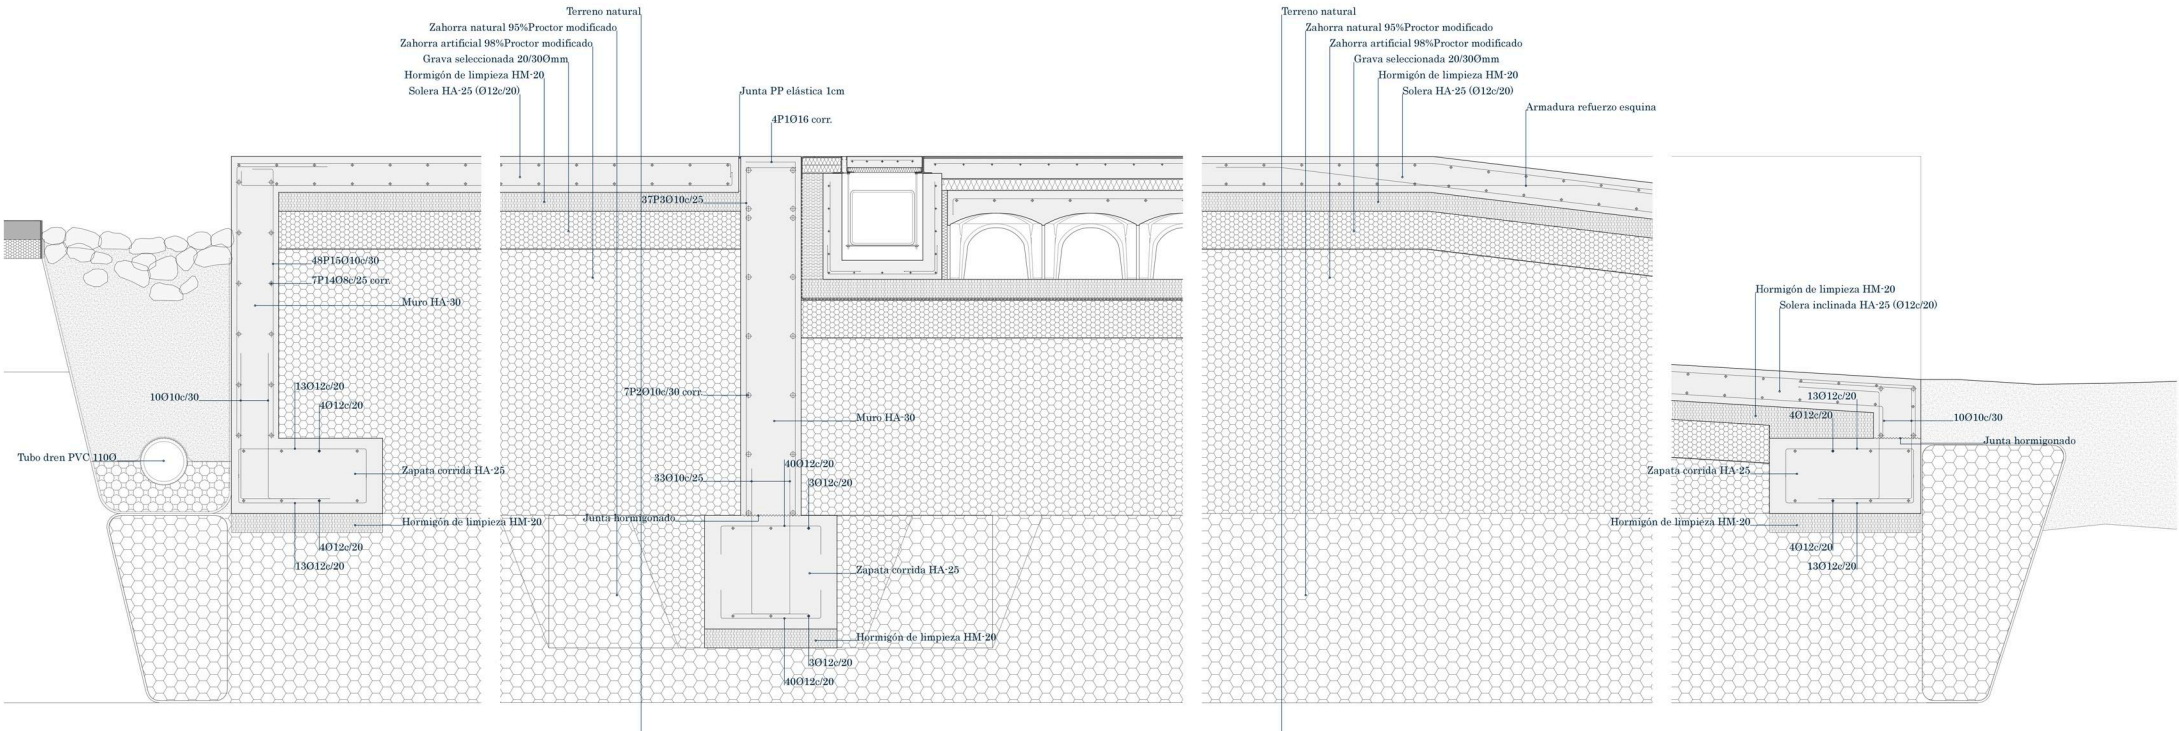 Terreno natural
Zahorra natural 95%Proctor modificado
Zahorra artificial 98%Proctor modificado
Grava seleccionada 20/30Ømm
Hormigón de limpieza HM-20
Solera HA-25 (Ø12c/20)
Junta PP elástica 1cm
4P1Ø16 corr.
37P3Ø10c/25
48P15Ø10c/30
7P14Ø8c/25 corr.
Muro HA-30
13Ø12c/20
10Ø10c/30
4Ø12c/20
Tubo dren PVC 110Ø
Zapata corrida HA-25
Hormigón de limpieza HM-20
4Ø12c/20
13Ø12c/20
7P2Ø10c/30 corr.
Muro HA-30
40Ø12c/20
33Ø10c/25
3Ø12c/20
Junta hormigonado
Zapata corrida HA-25
Hormigón de limpieza HM-20
3Ø12c/20
40Ø12c/20
Terreno natural
Zahorra natural 95%Proctor modificado
Zahorra artificial 98%Proctor modificado
Grava seleccionada 20/30Ømm
Hormigón de limpieza HM-20
Solera HA-25 (Ø12c/20)
Armadura refuerzo esquina
Hormigón de limpieza HM-20
Solera inclinada HA-25 (Ø12c/20)
13Ø12c/20
4Ø12c/20
10Ø10c/30
Junta hormigonado
Zapata corrida HA-25
Hormigón de limpieza HM-20
4Ø12c/20
13Ø12c/20